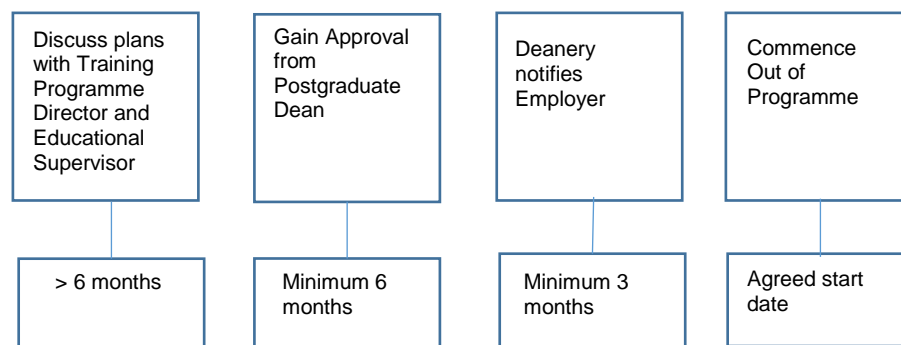 Discuss plans
with Training
Programme
Director and
Educational
Supervisor
Gain Approval
from
Postgraduate
Dean
Deanery
notifies
Employer
Commence
Out of
Programme
> 6 months
Minimum 6
months
Minimum 3
months
Agreed start
date